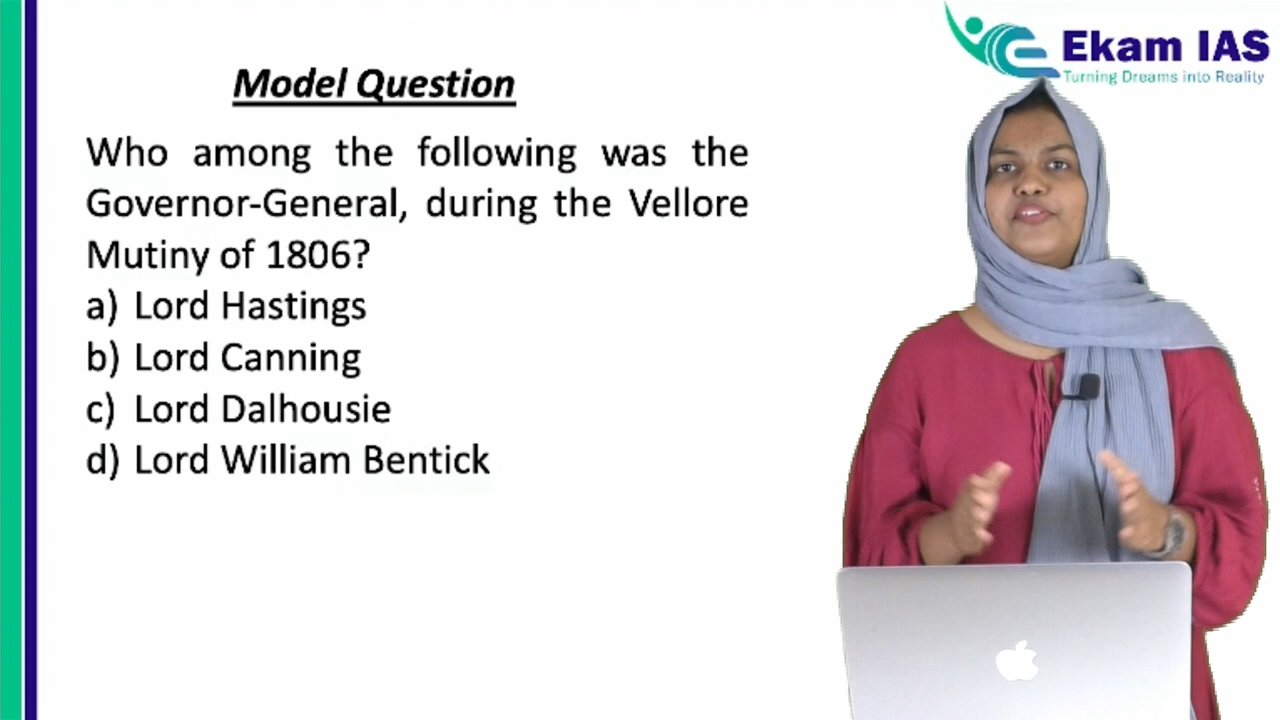 Ekam IAS
Turning Dreams into Reality
Model Question
Who among the following was the
Governor-General, during the Vellore
Mutiny of 1806?
a) Lord Hastings
b) Lord Canning
c) Lord Dalhousie
d) Lord William Bentick